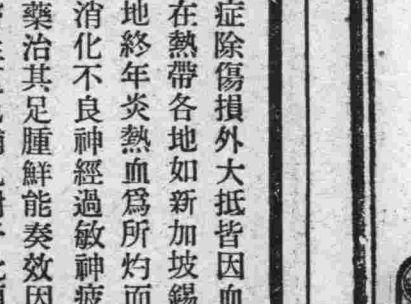 症除傷損外大抵皆因血
在熱帶各地如新加坡錫
地終年炎熱血爲所灼而
消化不良神經過敏神疲
藥治其足腫鮮能奏效因